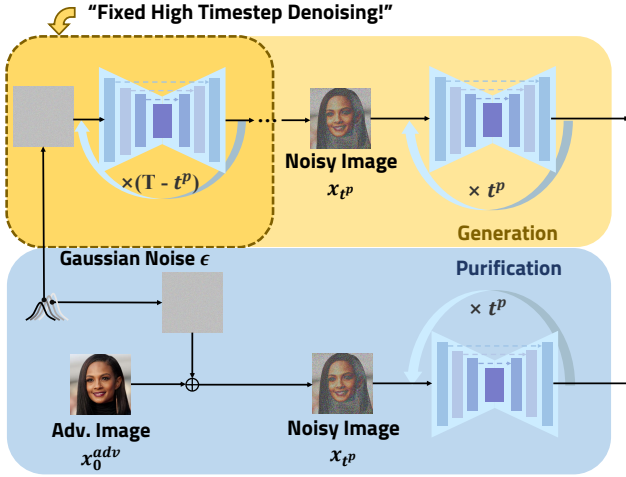 “Fixed High Timestep Denoising!”
×(T - t^p)
Noisy Image
x_{t^p}
× t^p
Generation
Gaussian Noise ϵ
Purification
× t^p
Adv. Image
x_0^{adv}
Noisy Image
x_{t^p}